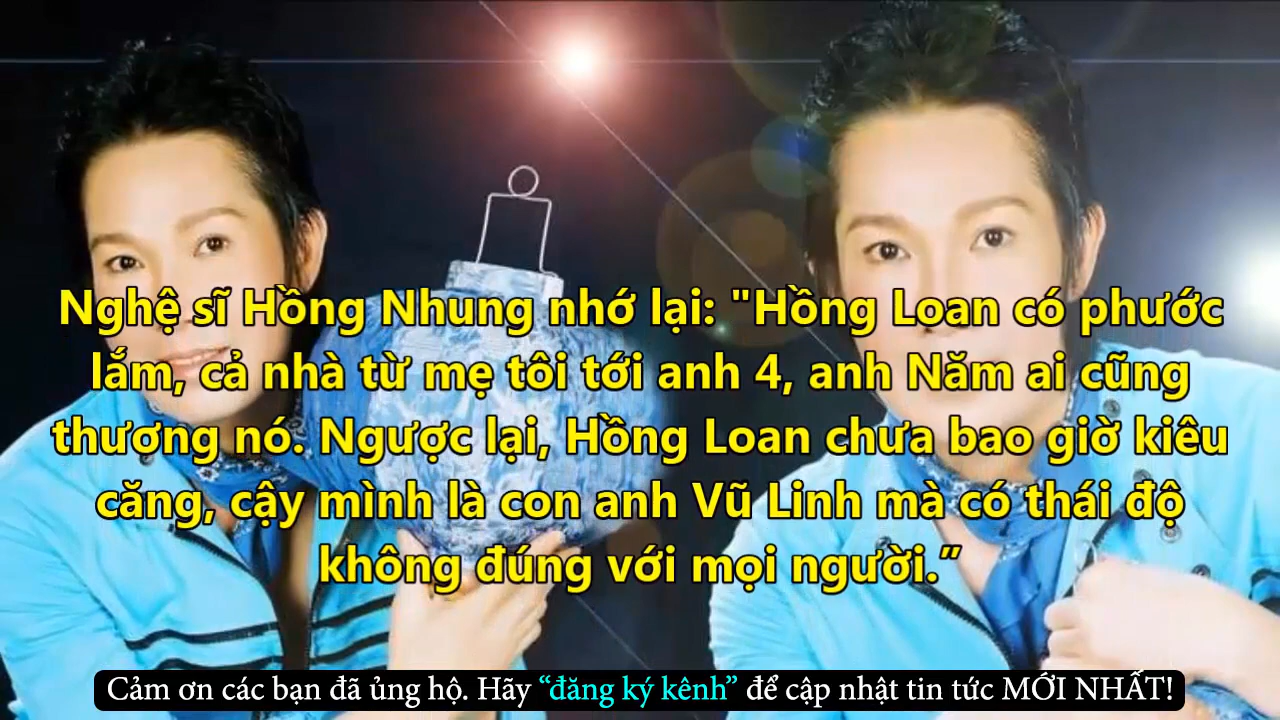 Nghệ sĩ Hồng Nhung nhớ lại: "Hồng Loan có phước
lắm, cả nhà từ mẹ tôi tới anh 4, anh Năm ai cũng
thương nó. Ngược lại, Hồng Loan chưa bao giờ kiêu
căng, cậy mình là con anh Vũ Linh mà có thái độ
không đúng với mọi người.”
Cảm ơn các bạn đã ủng hộ. Hãy “đăng ký kênh” để cập nhật tin tức MỚI NHẤT!